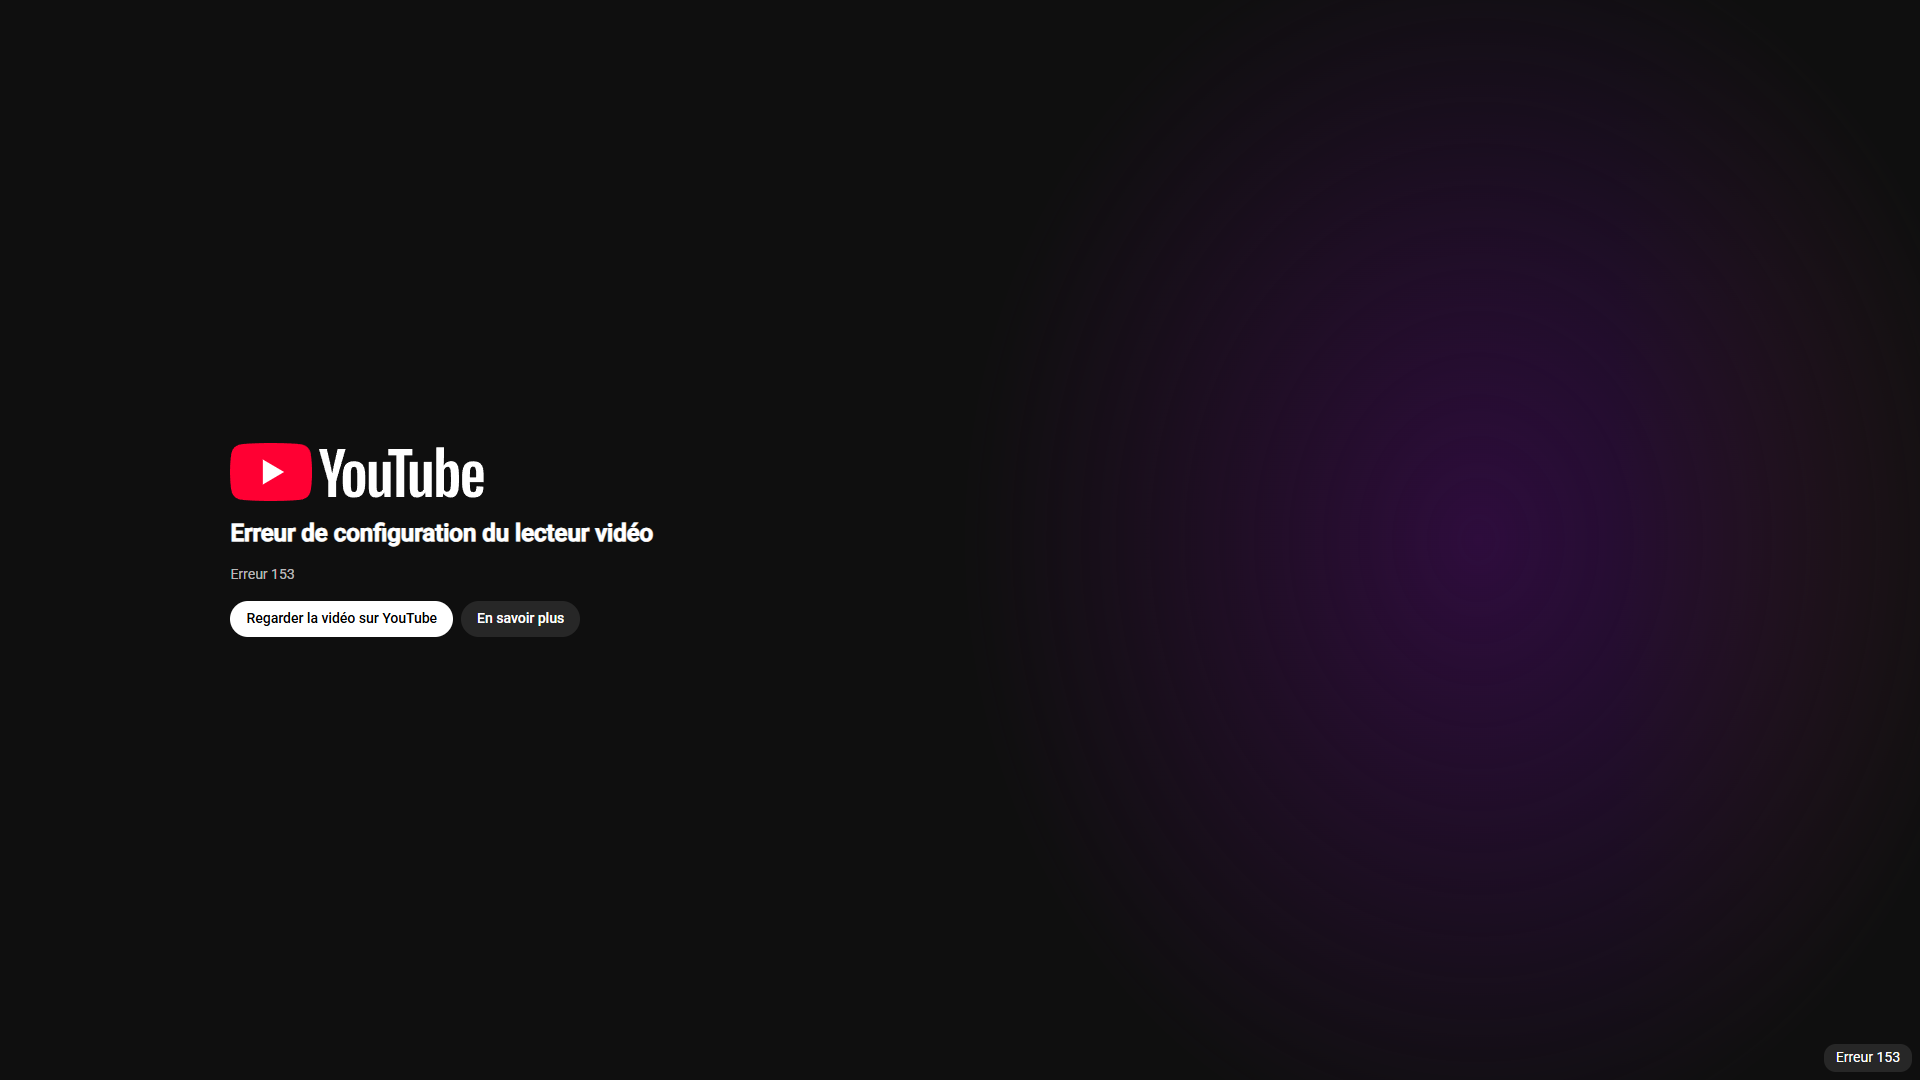 YouTube
Erreur de configuration du lecteur vidéo
Erreur 153
Regarder la vidéo sur YouTube
En savoir plus
Erreur 153